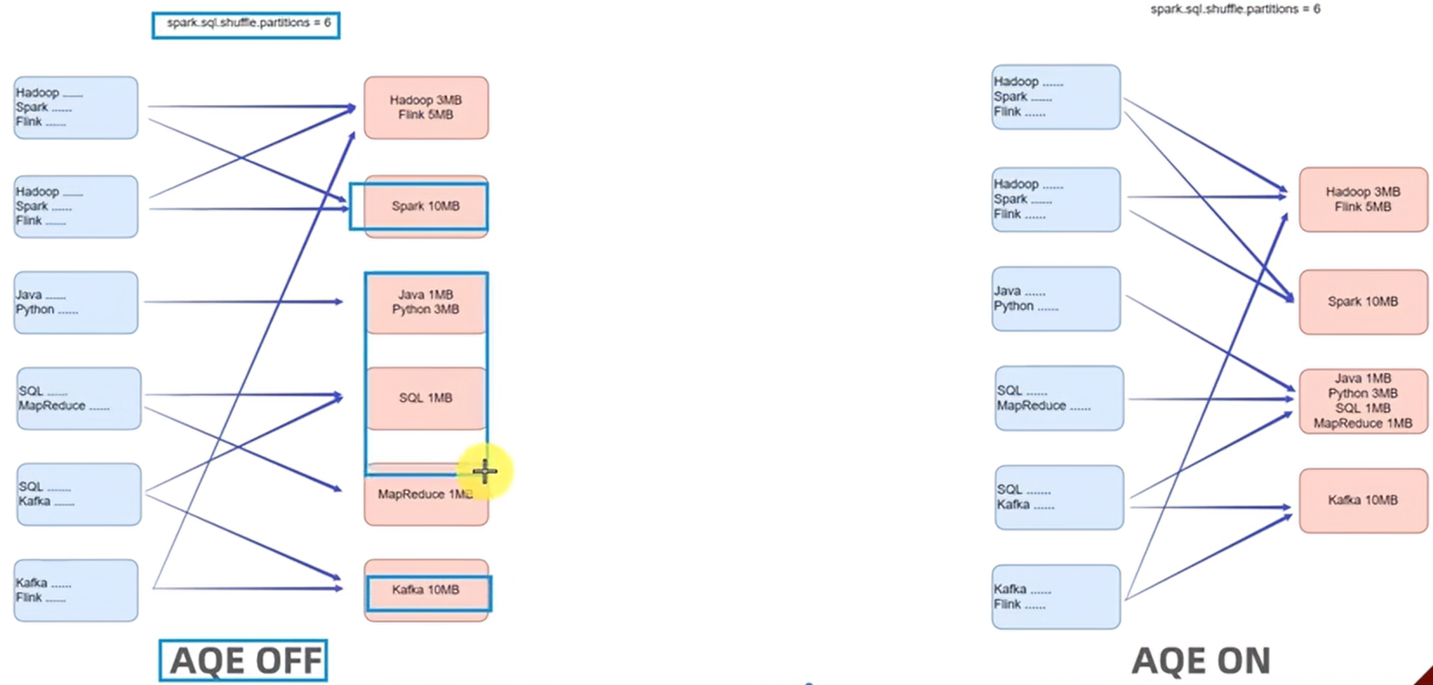 spark.sql.shuffle.partitions = 6
Hadoop ......
Spark ......
Flink ......
Hadoop ......
Spark ......
Flink ......
Java ......
Python ......
SQL ......
MapReduce ......
SQL .......
Kafka ......
Kafka ......
Flink ......
Hadoop 3MB
Flink 5MB
Spark 10MB
Java 1MB
Python 3MB
SQL 1MB
MapReduce 1MB
Kafka 10MB
AQE OFF
spark.sql.shuffle.partitions = 6
Hadoop ......
Spark ......
Flink ......
Hadoop ......
Spark ......
Flink ......
Java ......
Python ......
SQL ......
MapReduce ......
SQL .......
Kafka ......
Kafka ......
Flink ......
Hadoop 3MB
Flink 5MB
Spark 10MB
Java 1MB
Python 3MB
SQL 1MB
MapReduce 1MB
Kafka 10MB
AQE ON